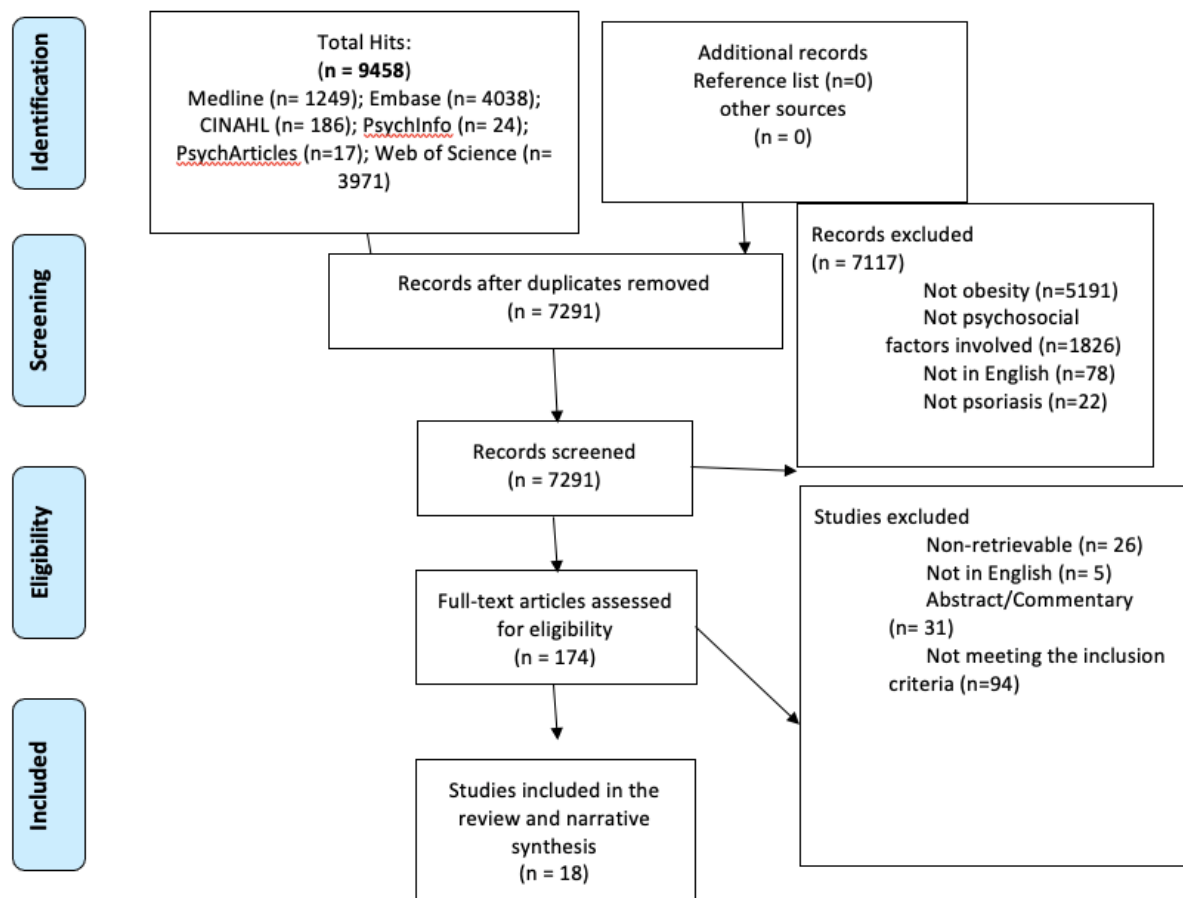 Identification
Total Hits:
(n = 9458)
Medline (n= 1249); Embase (n= 4038);
CINAHL (n= 186); PsychInfo (n= 24);
PsychArticles (n=17); Web of Science (n=
3971)
Additional records
Reference list (n=0)
other sources
(n = 0)
Screening
Records after duplicates removed
(n = 7291)
Records excluded
(n = 7117)
Not obesity (n=5191)
Not psychosocial
factors involved (n=1826)
Not in English (n=78)
Not psoriasis (n=22)
Records screened
(n = 7291)
Eligibility
Full-text articles assessed
for eligibility
(n = 174)
Studies excluded
Non-retrievable (n= 26)
Not in English (n= 5)
Abstract/Commentary
(n= 31)
Not meeting the inclusion
criteria (n=94)
Included
Studies included in the
review and narrative
synthesis
(n = 18)